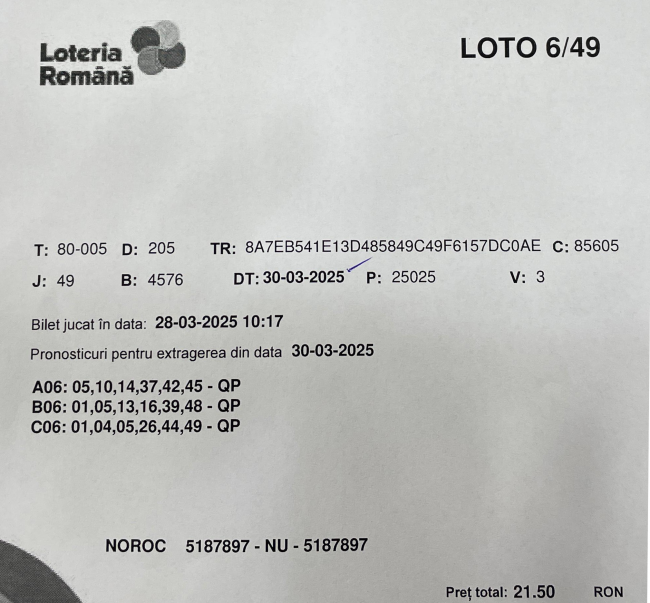 Loteria
Română
LOTO 6/49
T: 80-005 D: 205 TR: 8A7EB541E13D485849C49F6157DC0AE C: 85605
J: 49 B: 4576 DT: 30-03-2025 P: 25025 V: 3
Bilet jucat în data: 28-03-2025 10:17
Pronosticuri pentru extragerea din data 30-03-2025
A06: 05,10,14,37,42,45 - QP
B06: 01,05,13,16,39,48 - QP
C06: 01,04,05,26,44,49 - QP
NOROC 5187897 - NU - 5187897
Preț total: 21.50 RON